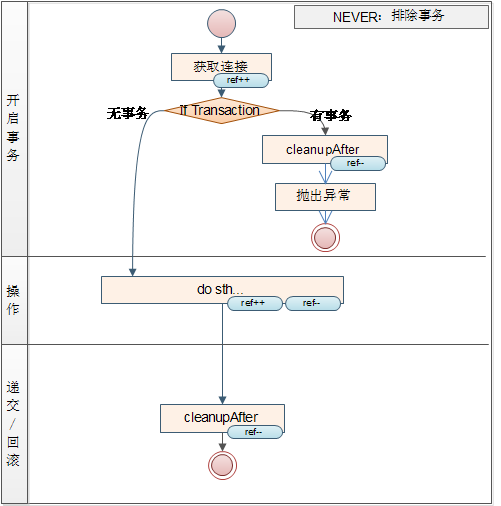 NEVER：排除事务
开启事务
获取连接
ref++
If Transaction
无事务
有事务
cleanupAfter
ref--
抛出异常
操作
do sth...
ref++
ref--
递交/回滚
cleanupAfter
ref--